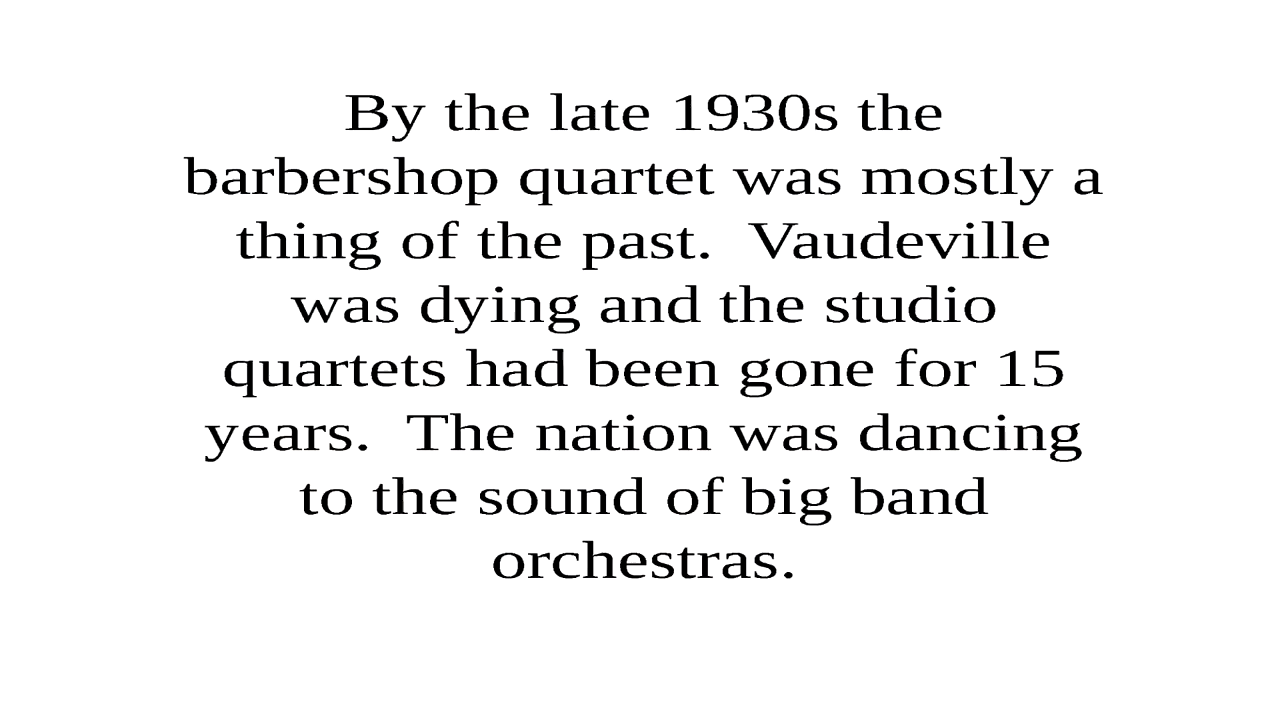 By the late 1930s the
barbershop quartet was mostly a
thing of the past.  Vaudeville
was dying and the studio
quartets had been gone for 15
years.  The nation was dancing
to the sound of big band
orchestras.